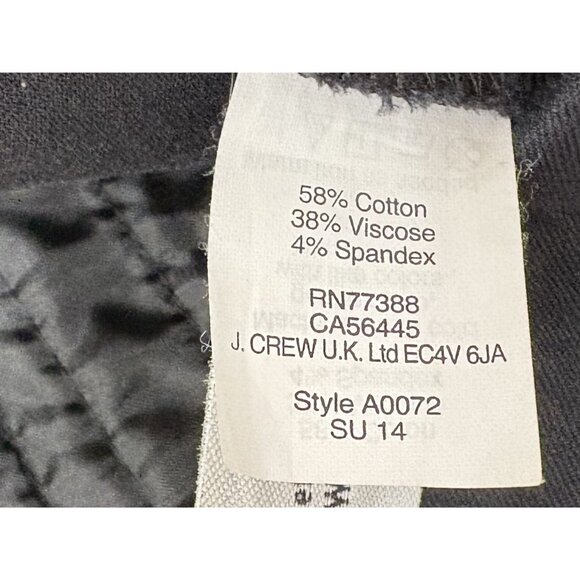 58% Cotton
38% Viscose
4% Spandex
RN77388
CA56445
J. CREW U.K. Ltd EC4V 6JA
Style A0072
SU 14